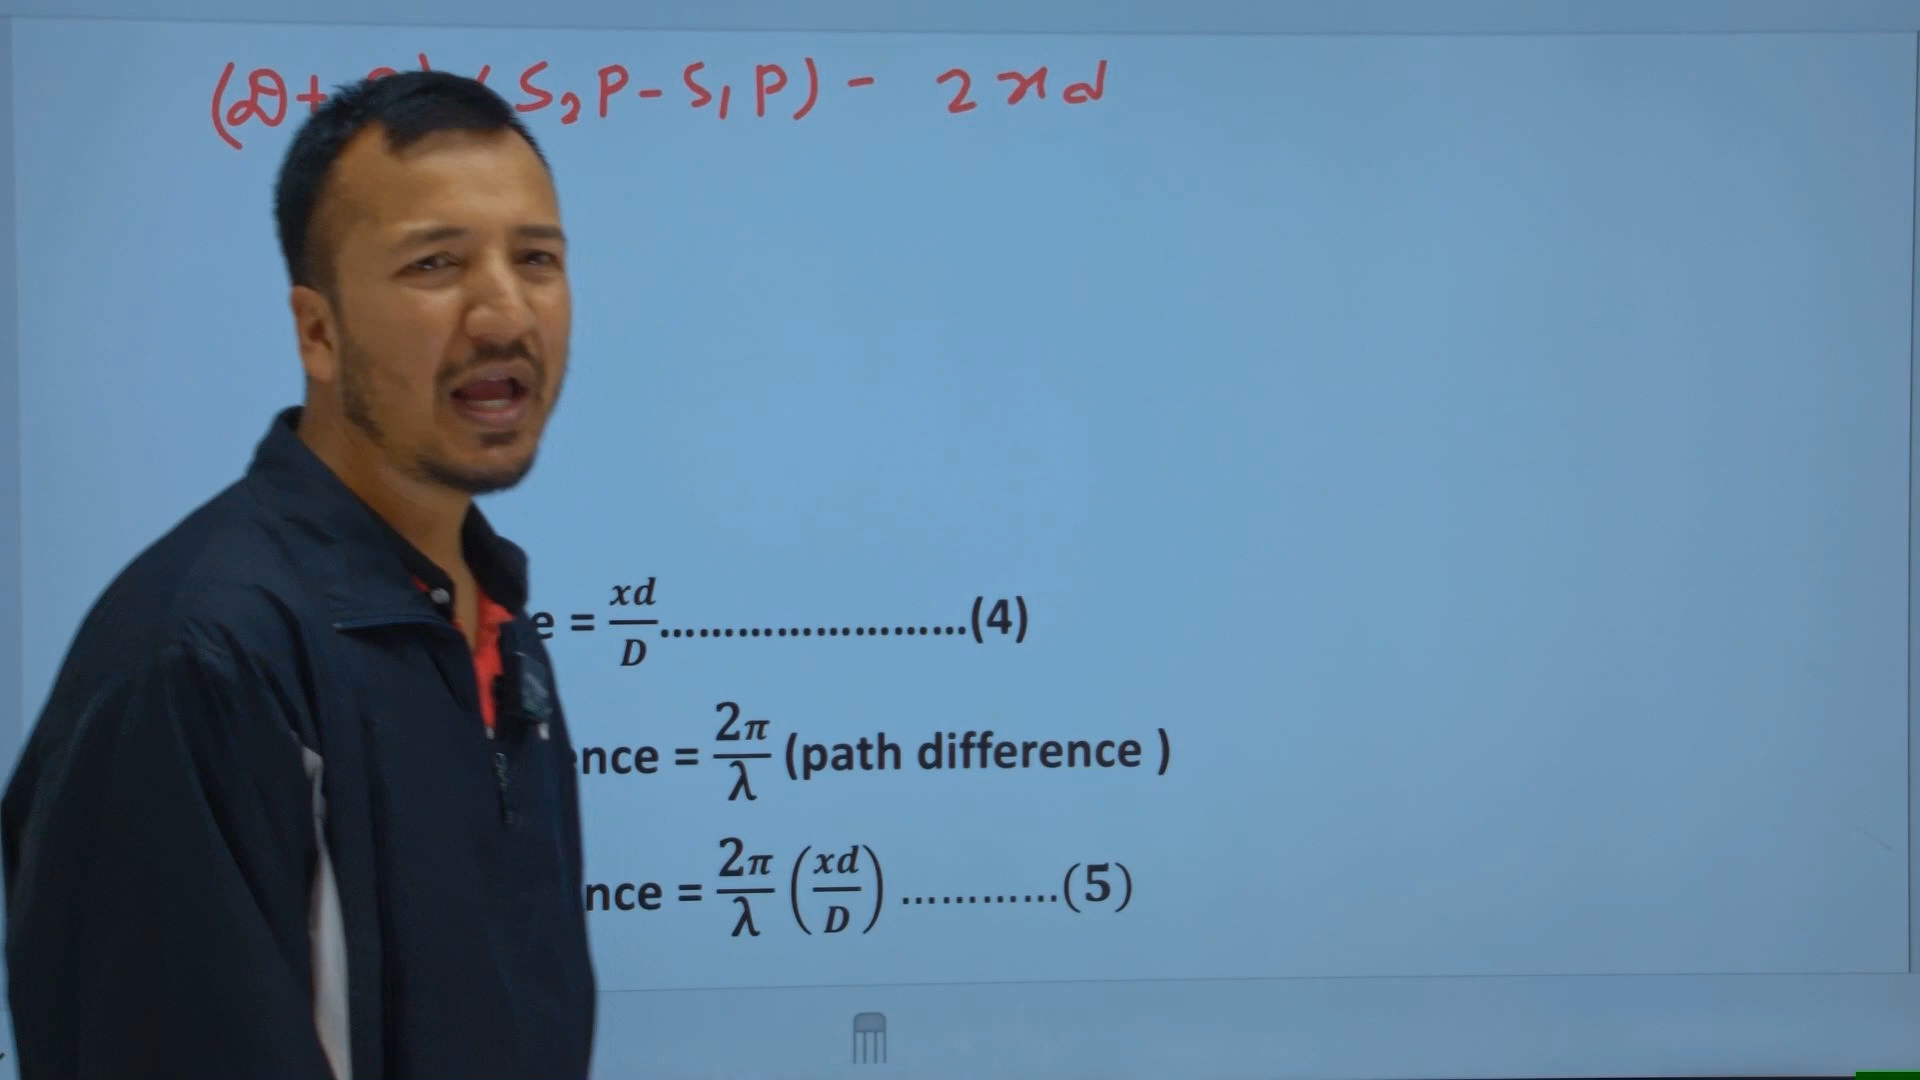 (D+ (S₂P-S₁P) - 2xd
e = xd/D ........................(4)
nce = 2π/λ (path difference )
nce = 2π/λ (xd/D) ............(5)